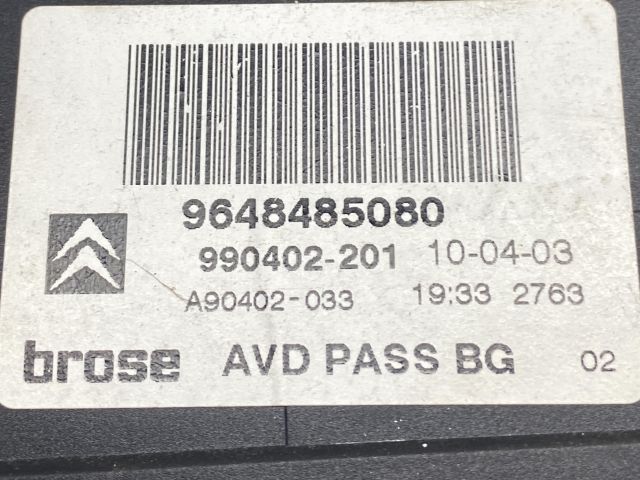 9648485080
990402-201 10-04-03
A90402-033 19:33 2763
brose AVD PASS BG 02